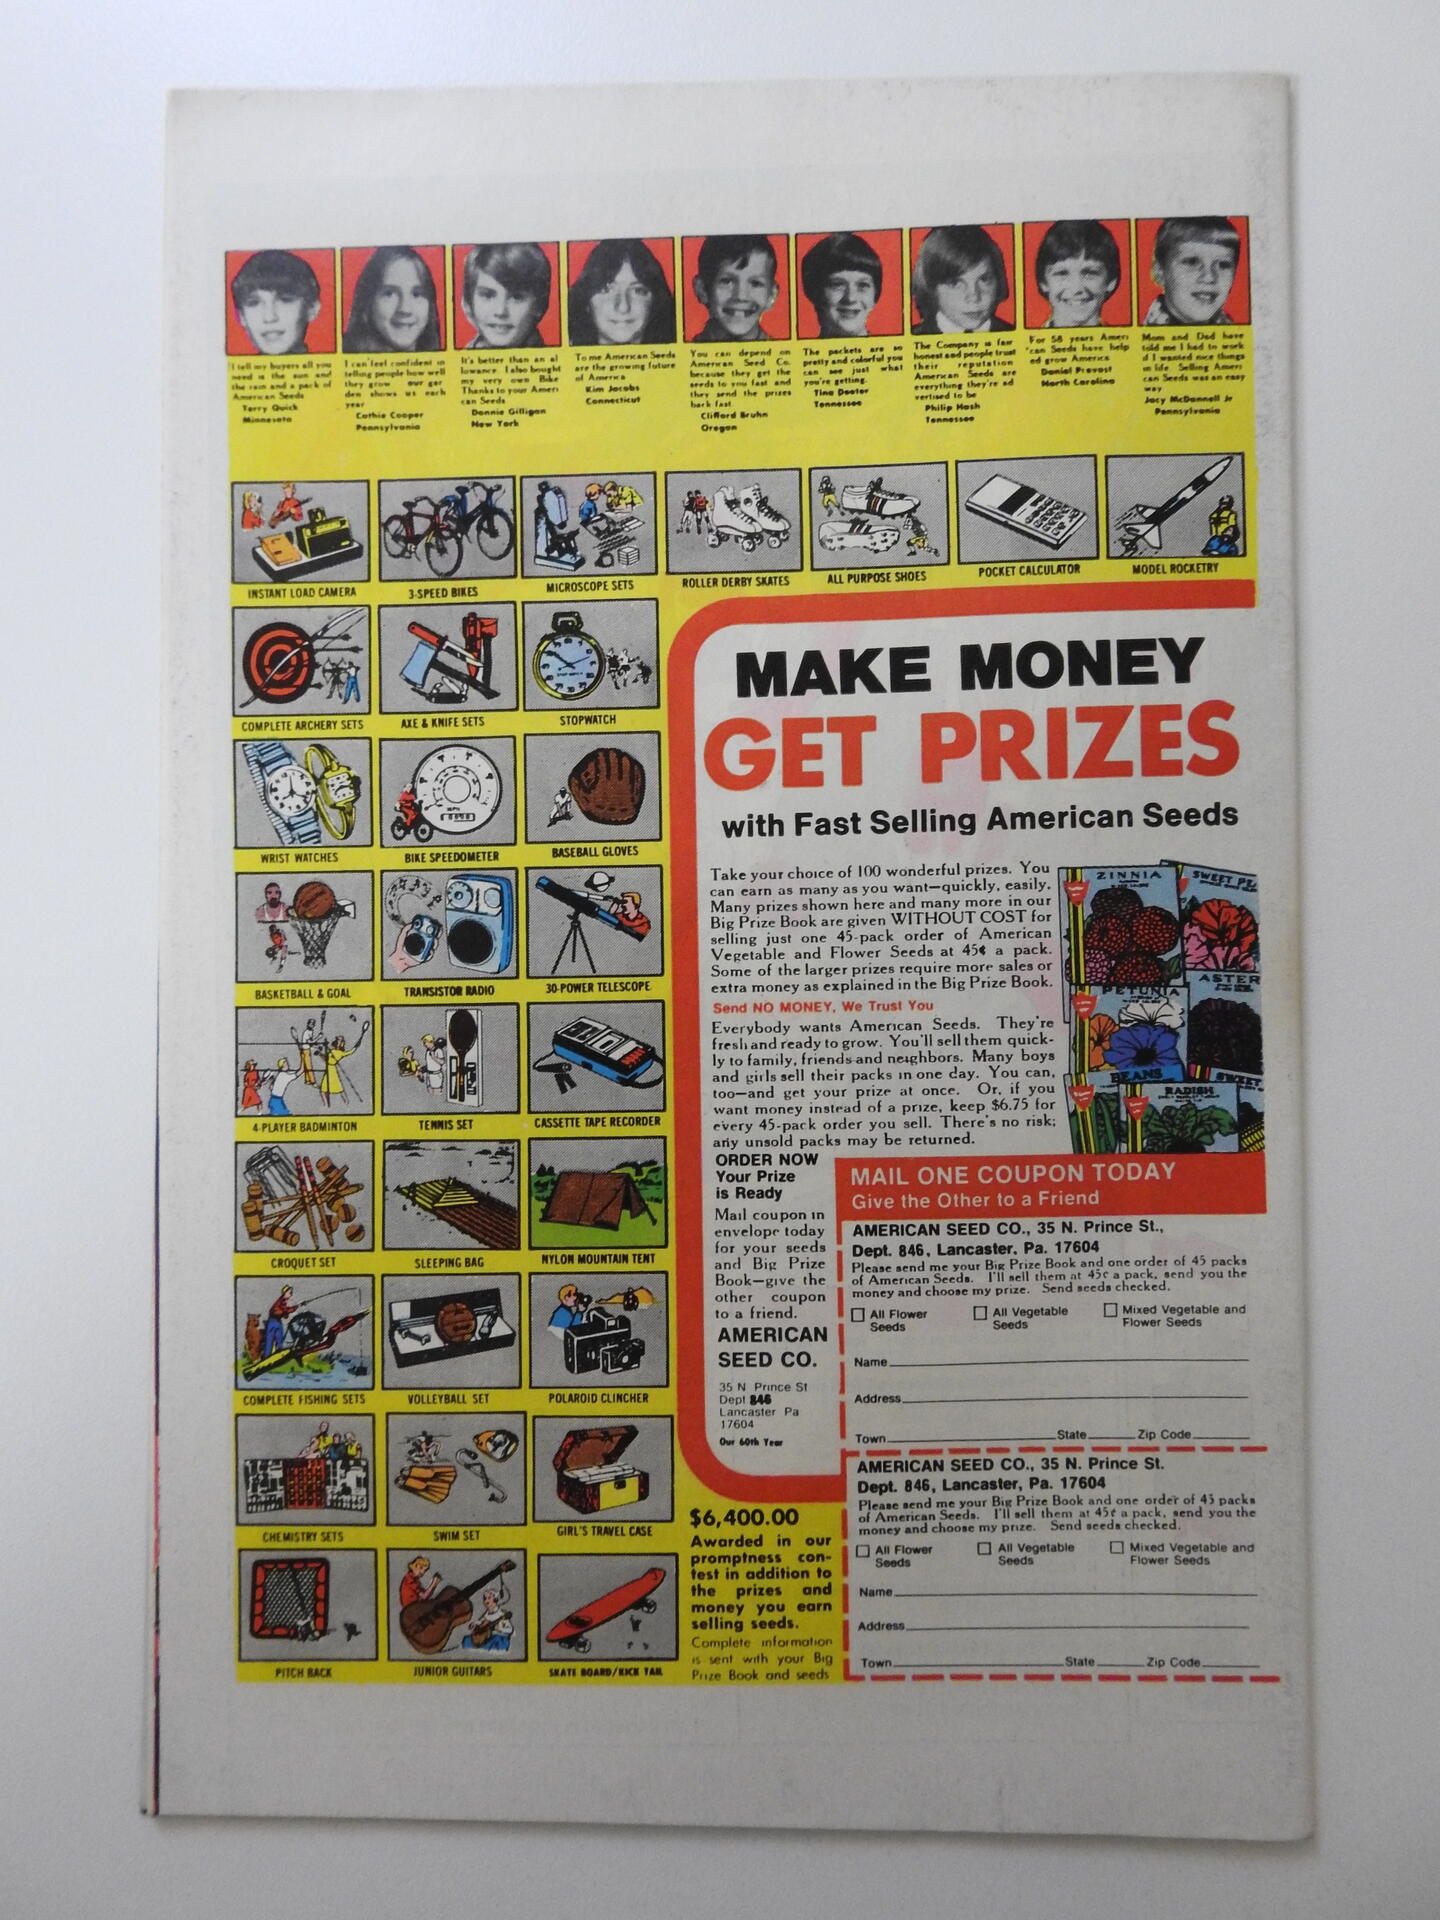 I tell my buyers all you
need is the sun and
the rain and a pack of
American Seeds
Terry Quick
Minnesota
I can feel confident in
telling people how well
they grow our gar
den shows us each
year
Cathie Cooper
Pennsylvania
It's better than an al
lowance. I also bought
my very own Bike
Thanks to your Ameri
can Seeds
Donnie Gilligan
New York
To me American Seeds
are the growing future
of America
Kim Jacobs
Connecticut
You can depend on
American Seed Co.
because they get the
seeds to you fast and
they send the prizes
back fast.
Clifford Bruhn
Oregon
The packets are so
pretty and colorful you
can see just what
you're getting.
Tina Deeter
Tennessee
The Company is fair
honest and people trust
their reputation
American Seeds are
everything they're ad
vertised to be
Philip Hash
Tennessee
For 58 years Ameri
can Seeds have help
ed grow America
Daniel Provost
North Carolina
Mom and Dad have
told me I had to work
if I wanted nice things
in life. Selling Ameri
can Seeds was an easy
way
Jacy McDannell Jr
Pennsylvania
INSTANT LOAD CAMERA
3-SPEED BIKES
MICROSCOPE SETS
ROLLER DERBY SKATES
ALL PURPOSE SHOES
POCKET CALCULATOR
MODEL ROCKETRY
COMPLETE ARCHERY SETS
AXE & KNIFE SETS
STOPWATCH
WRIST WATCHES
BIKE SPEEDOMETER
BASEBALL GLOVES
BASKETBALL & GOAL
TRANSISTOR RADIO
30-POWER TELESCOPE
4-PLAYER BADMINTON
TENNIS SET
CASSETTE TAPE RECORDER
CROQUET SET
SLEEPING BAG
NYLON MOUNTAIN TENT
COMPLETE FISHING SETS
VOLLEYBALL SET
POLAROID CLINCHER
CHEMISTRY SETS
SWIM SET
GIRL'S TRAVEL CASE
PITCH BACK
JUNIOR GUITARS
SKATE BOARD/KICK TAIL
MAKE MONEY
GET PRIZES
with Fast Selling American Seeds
Take your choice of 100 wonderful prizes. You
can earn as many as you want—quickly, easily.
Many prizes shown here and many more in our
Big Prize Book are given WITHOUT COST for
selling just one 45-pack order of American
Vegetable and Flower Seeds at 45¢ a pack.
Some of the larger prizes require more sales or
extra money as explained in the Big Prize Book.
Send NO MONEY, We Trust You
Everybody wants American Seeds. They're
fresh and ready to grow. You'll sell them quick-
ly to family, friends and neighbors. Many boys
and girls sell their packs in one day. You can,
too—and get your prize at once. Or, if you
want money instead of a prize, keep $6.75 for
every 45-pack order you sell. There's no risk;
any unsold packs may be returned.
ZINNIA
SWEET PE
ASTER
PETUNIA
BEANS
RADISH
SWEET
ORDER NOW
Your Prize
is Ready
Mail coupon in
envelope today
for your seeds
and Big Prize
Book—give the
other coupon
to a friend.
AMERICAN
SEED CO.
35 N Prince St
Dept 846
Lancaster Pa
17604
Our 60th Year
MAIL ONE COUPON TODAY
Give the Other to a Friend
AMERICAN SEED CO., 35 N. Prince St.,
Dept. 846, Lancaster, Pa. 17604
Please send me your Big Prize Book and one order of 45 packs
of American Seeds. I'll sell them at 45¢ a pack, send you the
money and choose my prize. Send seeds checked.
All Flower Seeds
All Vegetable Seeds
Mixed Vegetable and Flower Seeds
Name
Address
Town State Zip Code
AMERICAN SEED CO., 35 N. Prince St.
Dept. 846, Lancaster, Pa. 17604
Please send me your Big Prize Book and one order of 45 packs
of American Seeds. I'll sell them at 45¢ a pack, send you the
money and choose my prize. Send seeds checked.
All Flower Seeds
All Vegetable Seeds
Mixed Vegetable and Flower Seeds
Name
Address
Town State Zip Code
$6,400.00
Awarded in our
promptness con-
test in addition to
the prizes and
money you earn
selling seeds.
Complete information
is sent with your Big
Prize Book and seeds